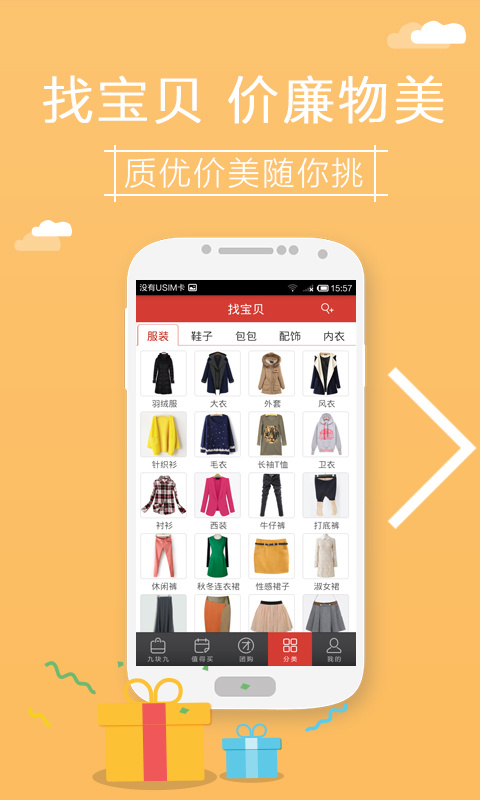 找宝贝 价廉物美
质优价美随你挑
没有USIM卡 15:57
找宝贝
服装 鞋子 包包 配饰 内衣
羽绒服 大衣 外套 风衣
针织衫 毛衣 长袖T恤 卫衣
衬衫 西装 牛仔裤 打底裤
休闲裤 秋冬连衣裙 性感裙子 淑女裙
九块九 值得买 团购 分类 我的